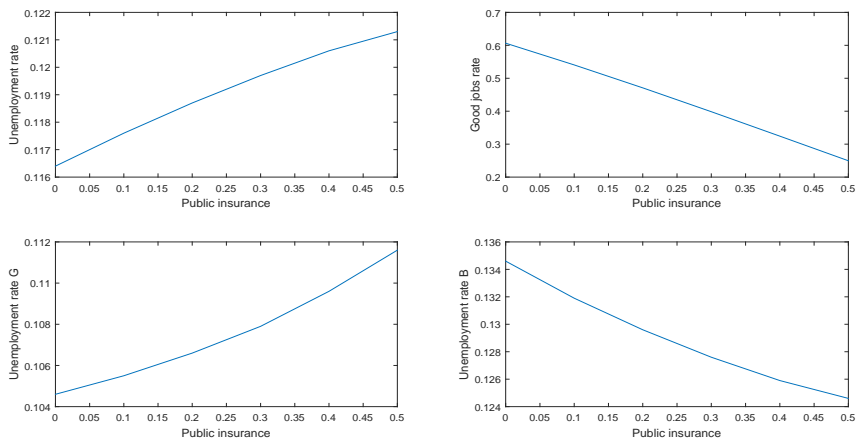 0.122
0.121
0.12
0.119
0.118
0.117
0.116
Unemployment rate
0 0.05 0.1 0.15 0.2 0.25 0.3 0.35 0.4 0.45 0.5
Public insurance
0.7
0.6
0.5
0.4
0.3
0.2
Good jobs rate
0 0.05 0.1 0.15 0.2 0.25 0.3 0.35 0.4 0.45 0.5
Public insurance
0.112
0.11
0.108
0.106
0.104
Unemployment rate G
0 0.05 0.1 0.15 0.2 0.25 0.3 0.35 0.4 0.45 0.5
Public insurance
0.136
0.134
0.132
0.13
0.128
0.126
0.124
Unemployment rate B
0 0.05 0.1 0.15 0.2 0.25 0.3 0.35 0.4 0.45 0.5
Public insurance